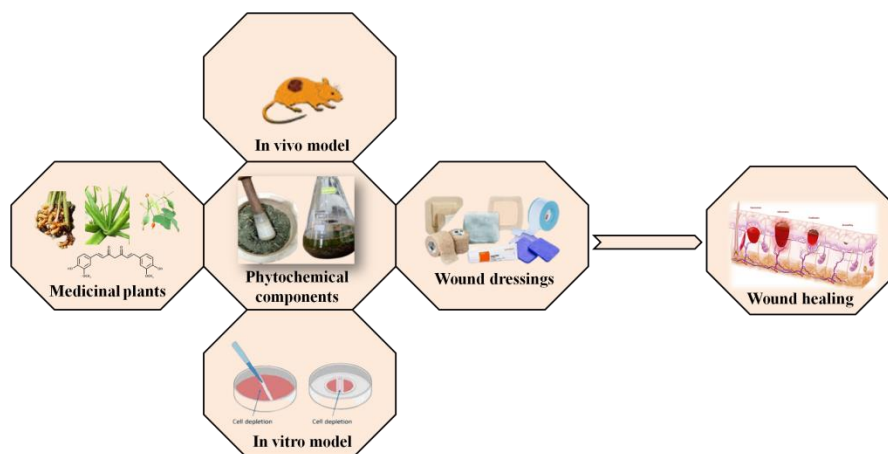 In vivo model
Medicinal plants
Phytochemical
components
Wound dressings
Wound healing
Cell depletion
Cell depletion
In vitro model